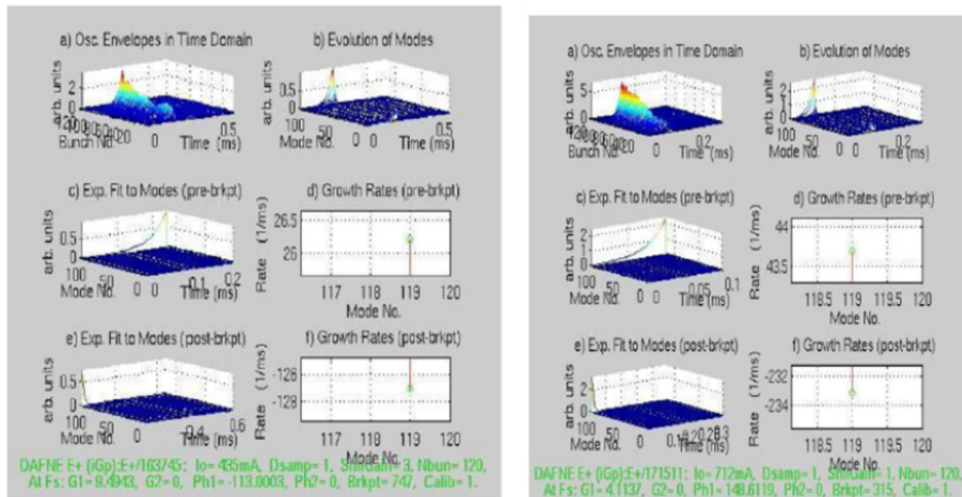 a) Osc. Envelopes in Time Domain
b) Evolution of Modes
arb. units
2
0
120
100
80
60
40
20
0
Bunch No.
0.5
Time (ms)
0.5
0
100
50
0
Mode No.
0
0.5
Time (ms)
c) Exp. Fit to Modes (pre-brkpt)
d) Growth Rates (pre-brkpt)
arb. units
0.5
0
100
50
0
Mode No.
0
0.1
0.2
Time (ms)
Rate (1/ms)
26.5
26
117
118
119
120
Mode No.
e) Exp. Fit to Modes (post-brkpt)
f) Growth Rates (post-brkpt)
arb. units
0.5
0
100
50
0
Mode No.
0.4
0.6
Time (ms)
Rate (1/ms)
-126
-128
117
118
119
120
Mode No.
DAFNE E+ (iGp):E+/163745: Io= 435mA, Dsamp= 1, ShifGain= 3, Nbun= 120,
At Fs: G1= 9.4943, G2= 0, Ph1= -113.0003, Ph2= 0, Brkpt= 747, Calib= 1.
a) Osc. Envelopes in Time Domain
b) Evolution of Modes
arb. units
5
0
Bunch No.
0
0.2
Time (ms)
arb. units
2
1
0
100
50
0
Mode No.
0
0.2
Time (ms)
c) Exp. Fit to Modes (pre-brkpt)
d) Growth Rates (pre-brkpt)
arb. units
2
1
0
100
50
0
Mode No.
0
0.05
0.1
Time (ms)
Rate (1/ms)
44
43.5
118.5
119
119.5
120
Mode No.
e) Exp. Fit to Modes (post-brkpt)
f) Growth Rates (post-brkpt)
arb. units
2
0
100
50
0
Mode No.
Time (ms)
Rate (1/ms)
-232
-234
118.5
119
119.5
120
Mode No.
DAFNE E+ (iGp):E+/171511: Io= 712mA, Dsamp= 1, ShifGain= 1, Nbun= 120,
At Fs: G1= 4.1137, G2= 0, Ph1= 148.6119, Ph2= 0, Brkpt= 315, Calib= 1.